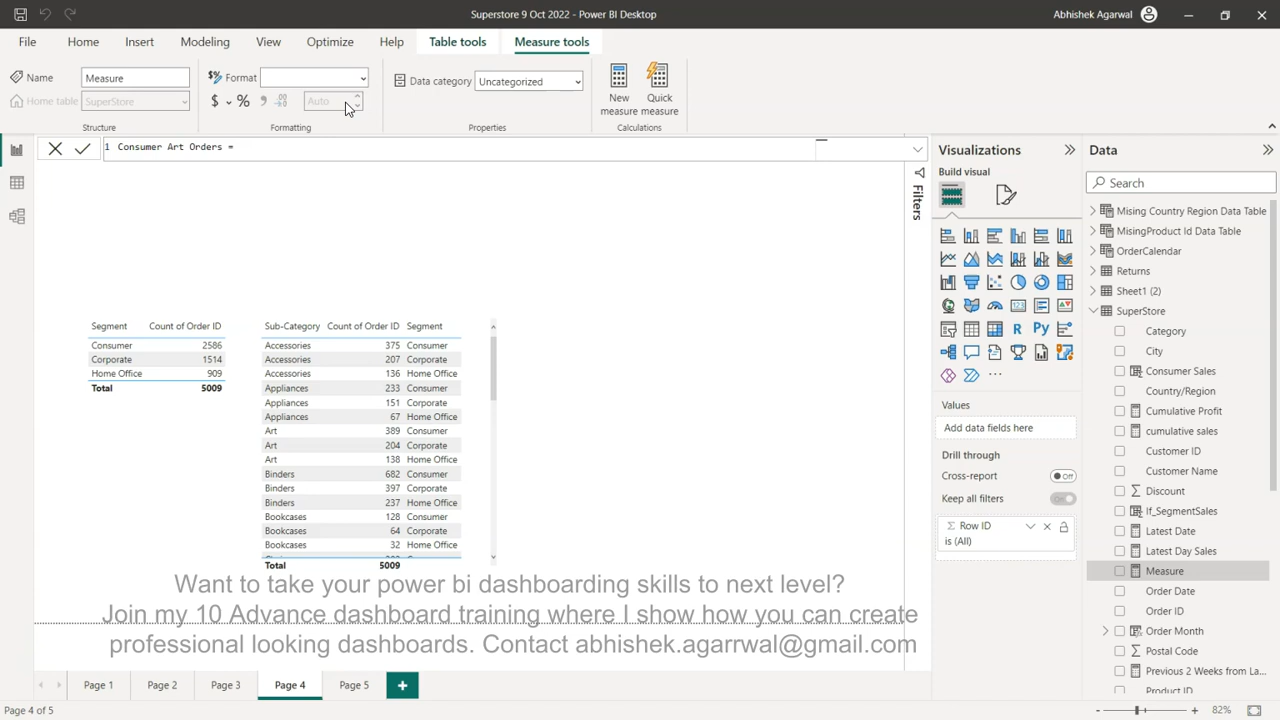 Superstore 9 Oct 2022 - Power BI Desktop
Abhishek Agarwal
File Home Insert Modeling View Optimize Help Table tools Measure tools
Name Measure
Home table SuperStore
Structure
Format
$ % 9 Auto
Formatting
Data category Uncategorized
Properties
New measure
Quick measure
Calculations
1 Consumer Art Orders =
Filters
Segment Count of Order ID
Consumer 2586
Corporate 1514
Home Office 909
Total 5009
Sub-Category Count of Order ID Segment
Accessories 375 Consumer
Accessories 207 Corporate
Accessories 136 Home Office
Appliances 233 Consumer
Appliances 151 Corporate
Appliances 67 Home Office
Art 389 Consumer
Art 204 Corporate
Art 138 Home Office
Binders 682 Consumer
Binders 397 Corporate
Binders 237 Home Office
Bookcases 128 Consumer
Bookcases 64 Corporate
Bookcases 32 Home Office
Total 5009
Want to take your power bi dashboarding skills to next level?
Join my 10 Advance dashboard training where I show how you can create
professional looking dashboards. Contact abhishek.agarrwal@gmail.com
Visualizations
Build visual
R Py
Values
Add data fields here
Drill through
Cross-report Off
Keep all filters
Row ID
is (All)
Data
Search
Mising Country Region Data Table
MisingProduct Id Data Table
OrderCalendar
Returns
Sheet1 (2)
SuperStore
Category
City
Consumer Sales
Country/Region
Cumulative Profit
cumulative sales
Customer ID
Customer Name
Discount
If_SegmentSales
Latest Date
Latest Day Sales
Measure
Order Date
Order ID
Order Month
Postal Code
Previous 2 Weeks from La...
Product ID
Page 1 Page 2 Page 3 Page 4 Page 5
Page 4 of 5
82%